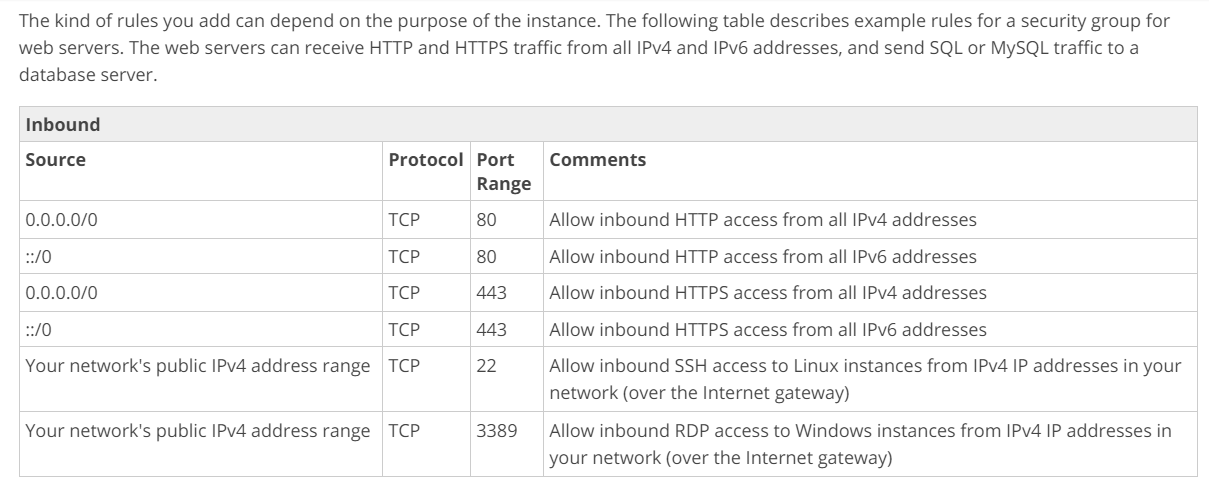 The kind of rules you add can depend on the purpose of the instance. The following table describes example rules for a security group for
web servers. The web servers can receive HTTP and HTTPS traffic from all IPv4 and IPv6 addresses, and send SQL or MySQL traffic to a
database server.
Inbound
Source Protocol Port Range Comments
0.0.0.0/0 TCP 80 Allow inbound HTTP access from all IPv4 addresses
::/0 TCP 80 Allow inbound HTTP access from all IPv6 addresses
0.0.0.0/0 TCP 443 Allow inbound HTTPS access from all IPv4 addresses
::/0 TCP 443 Allow inbound HTTPS access from all IPv6 addresses
Your network's public IPv4 address range TCP 22 Allow inbound SSH access to Linux instances from IPv4 IP addresses in your
network (over the Internet gateway)
Your network's public IPv4 address range TCP 3389 Allow inbound RDP access to Windows instances from IPv4 IP addresses in
your network (over the Internet gateway)